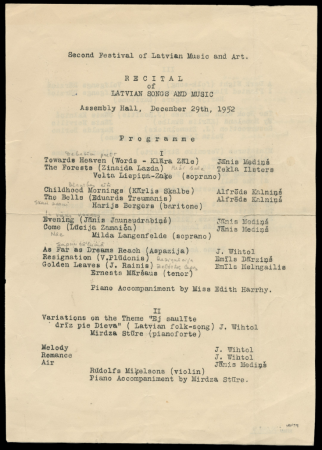 Second Festival of Latvian Music and Art.
RECITAL
of
LATVIAN SONGS AND MUSIC
Assembly Hall, December 29th, 1952
Programme
I
Towards Heaven (Words - Klāra Zāle) Jānis Mediņš
The Forests (Zinaida Lazda) Tekla Ilsters
Velta Liepiņa-Zaķe (soprano)
Childhood Mornings (Kārlis Skalbe) Alfrēds Kalniņš
The Bells (Eduards Treumanis) Alfrēds Kalniņš
Harijs Bergers (baritone)
Evening (Jānis Jaunsudrabiņš) Jānis Mediņš
Come (Lūcija Zamaiča) Jānis Mediņš
Milda Langenfelds (soprano)
As Far as Dreams Reach (Aspazija) J. Wihtol
Resignation (V.Plūdonis) Emīls Dārziņš
Golden Leaves (J. Rainis) Emīls Melngailis
Ernests Mārāaus (tenor)
Piano Accompaniment by Miss Edith Harrhy.
II
Variations on the Theme "Ej saulīte
drīz pie Dieva" ( Latvian folk-song) J. Wihtol
Mirdza Stūre (pianoforte)
Melody J. Wihtol
Romance J. Wihtol
Air Jānis Mediņš
Rūdolfs Miķelsons (violin)
Piano Accompaniment by Mirdza Stūre.